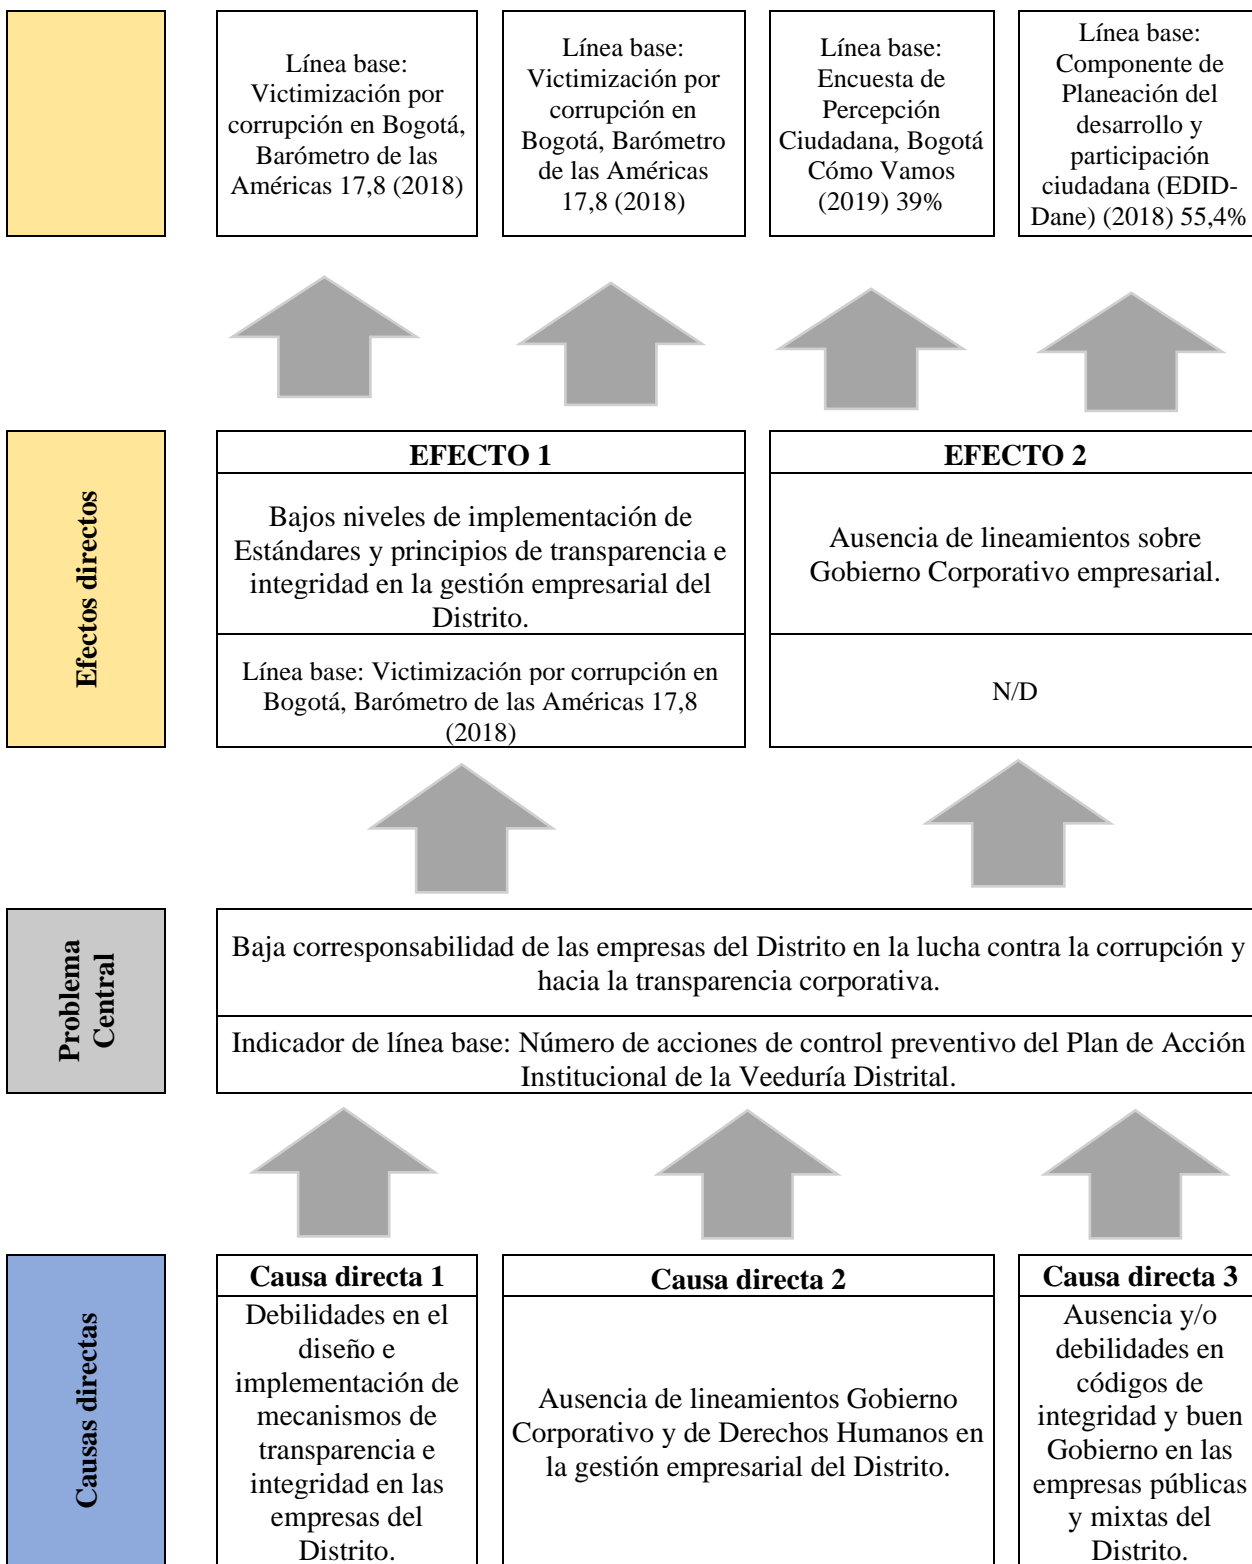 Línea base:
Victimización por
corrupción en Bogotá,
Barómetro de las
Américas 17,8 (2018)
Línea base:
Victimización por
corrupción en
Bogotá, Barómetro
de las Américas
17,8 (2018)
Línea base:
Encuesta de
Percepción
Ciudadana, Bogotá
Cómo Vamos
(2019) 39%
Línea base:
Componente de
Planeación del
desarrollo y
participación
ciudadana (EDID-
Dane) (2018) 55,4%
Efectos directos
EFECTO 1
Bajos niveles de implementación de
Estándares y principios de transparencia e
integridad en la gestión empresarial del
Distrito.
Línea base: Victimización por corrupción en
Bogotá, Barómetro de las Américas 17,8
(2018)
EFECTO 2
Ausencia de lineamientos sobre
Gobierno Corporativo empresarial.
N/D
Problema
Central
Baja corresponsabilidad de las empresas del Distrito en la lucha contra la corrupción y
hacia la transparencia corporativa.
Indicador de línea base: Número de acciones de control preventivo del Plan de Acción
Institucional de la Veeduría Distrital.
Causas directas
Causa directa 1
Debilidades en el
diseño e
implementación de
mecanismos de
transparencia e
integridad en las
empresas del
Distrito.
Causa directa 2
Ausencia de lineamientos Gobierno
Corporativo y de Derechos Humanos en
la gestión empresarial del Distrito.
Causa directa 3
Ausencia y/o
debilidades en
códigos de
integridad y buen
Gobierno en las
empresas públicas
y mixtas del
Distrito.